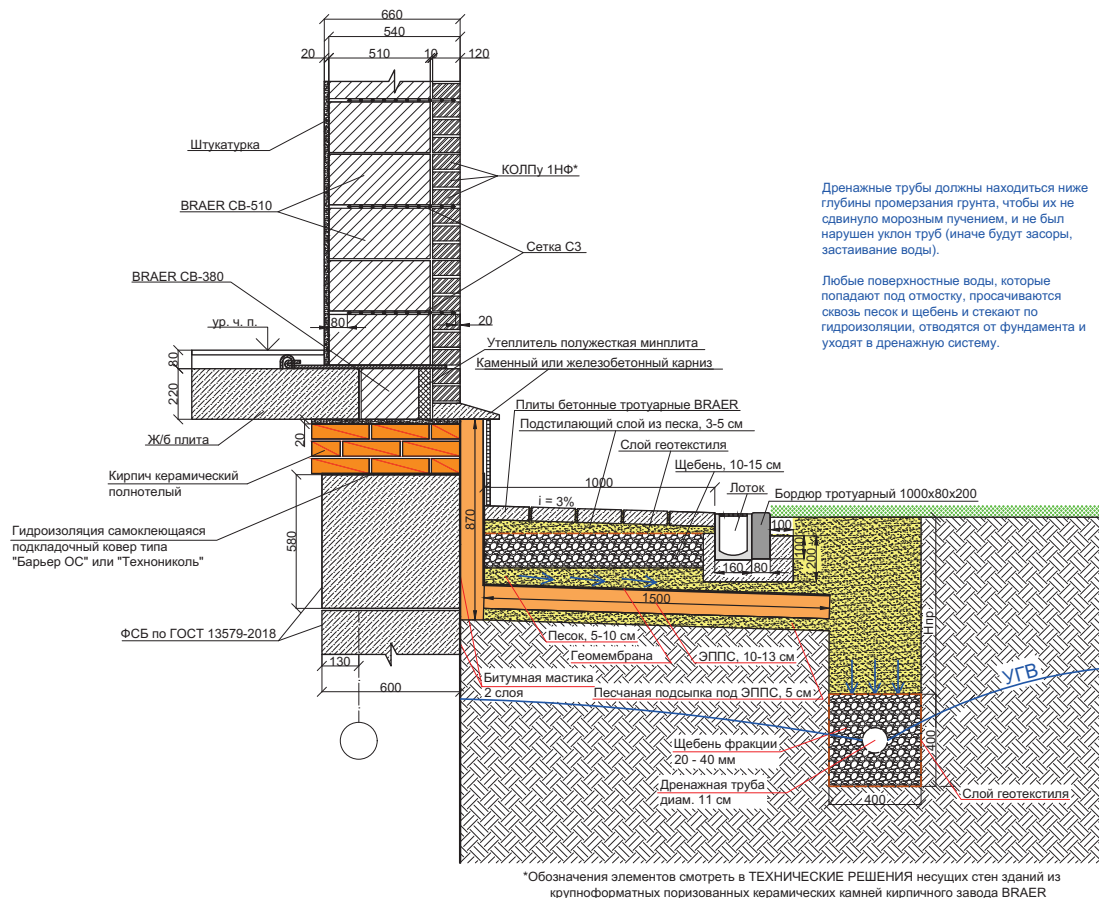 660
540
20
510
10
120
Штукатурка
КОЛПу 1НФ*
BRAER CB-510
Сетка С3
BRAER CB-380
Дренажные трубы должны находиться ниже
глубины промерзания грунта, чтобы их не
сдвинуло морозным пучением, и не был
нарушен уклон труб (иначе будут засоры,
застаивание воды).
Любые поверхностные воды, которые
попадают под отмостку, просачиваются
сквозь песок и щебень и стекают по
гидроизоляции, отводятся от фундамента и
уходят в дренажную систему.
ур. ч. п.
80
20
80
220
Утеплитель полужесткая минплита
Каменный или железобетонный карниз
Плиты бетонные тротуарные BRAER
Подстилающий слой из песка, 3-5 см
Слой геотекстиля
Щебень, 10-15 см
Ж/б плита
20
Кирпич керамический
полнотелый
1000
Лоток
Бордюр тротуарный 1000x80x200
i = 3%
100
Гидроизоляция самоклеющаяся
подкладочный ковер типа
"Барьер ОС" или "Технониколь"
580
870
100
200
160
80
1500
Нпр
ФСБ по ГОСТ 13579-2018
Песок, 5-10 см
Геомембрана
ЭППС, 10-13 см
130
600
Битумная мастика
2 слоя
Песчаная подсыпка под ЭППС, 5 см
УГВ
Щебень фракции
20 - 40 мм
400
Дренажная труба
диам. 11 см
400
Слой геотекстиля
*Обозначения элементов смотреть в ТЕХНИЧЕСКИЕ РЕШЕНИЯ несущих стен зданий из
крупноформатных поризованных керамических камней кирпичного завода BRAER